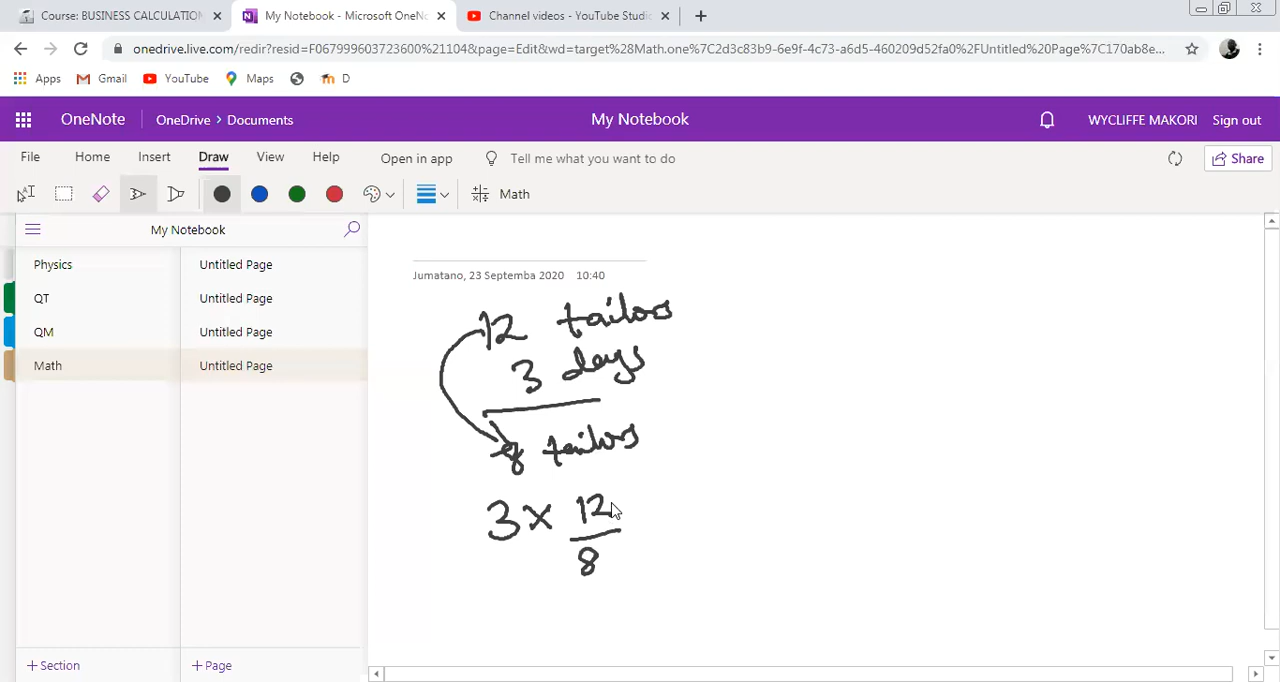 Course: BUSINESS CALCULATION
My Notebook - Microsoft OneNo
Channel videos - YouTube Studio
onedrive.live.com/redir?resid=F067999603723600%21104&page=Edit&wd=target%28Math.one%7C2d3c83b9-6e9f-4c73-a6d5-460209d52fa0%2FUntitled%20Page%7C170ab8e...
Apps Gmail YouTube Maps D
OneNote OneDrive > Documents My Notebook WYCLIFFE MAKORI Sign out
File Home Insert Draw View Help Open in app Tell me what you want to do Share
Math
My Notebook
Physics Untitled Page
QT Untitled Page
QM Untitled Page
Math Untitled Page
+ Section + Page
Jumatano, 23 Septemba 2020 10:40
12 tailors
3 days
8 tailors
3 x 12
8